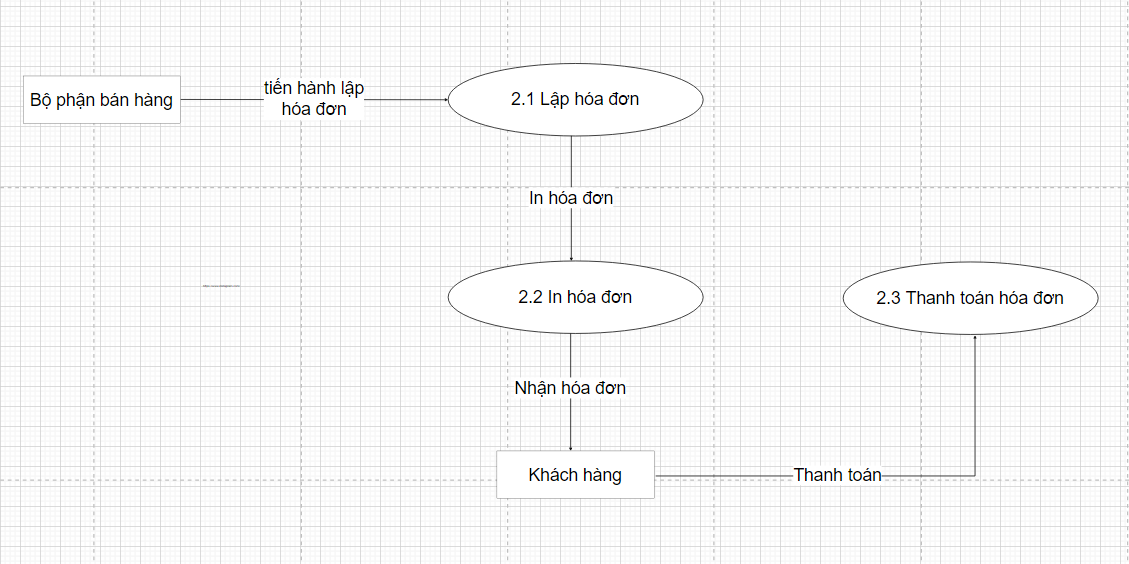 Bộ phận bán hàng
tiến hành lập
hóa đơn
2.1 Lập hóa đơn
In hóa đơn
2.2 In hóa đơn
2.3 Thanh toán hóa đơn
Nhận hóa đơn
Khách hàng
Thanh toán